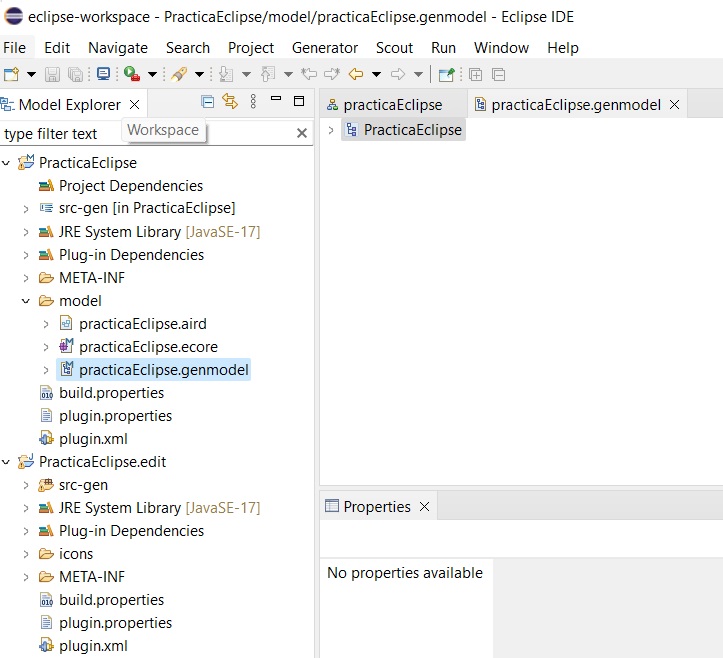 eclipse-workspace - PracticaEclipse/model/practicaEclipse.genmodel - Eclipse IDE
File Edit Navigate Search Project Generator Scout Run Window Help
Model Explorer
practicaEclipse
practicaEclipse.genmodel
type filter text
Workspace
PracticaEclipse
PracticaEclipse
Project Dependencies
src-gen [in PracticaEclipse]
JRE System Library [JavaSE-17]
Plug-in Dependencies
META-INF
model
practicaEclipse.aird
practicaEclipse.ecore
practicaEclipse.genmodel
build.properties
plugin.properties
plugin.xml
PracticaEclipse.edit
src-gen
JRE System Library [JavaSE-17]
Plug-in Dependencies
icons
META-INF
build.properties
plugin.properties
plugin.xml
Properties
No properties available